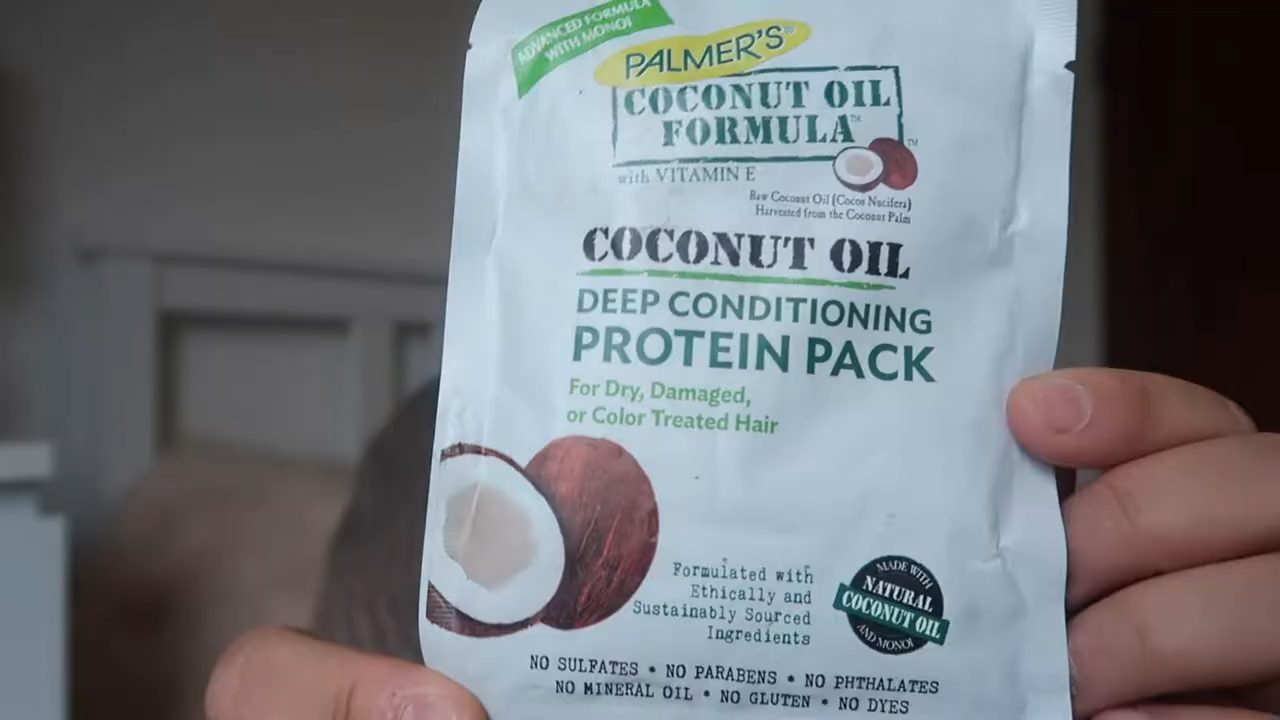 ADVANCED FORMULA
WITH MONOI
PALMER'S®
COCONUT OIL
FORMULA™
with VITAMIN E
Raw Coconut Oil (Cocos Nucifera)
Harvested from the Coconut Palm
COCONUT OIL
DEEP CONDITIONING
PROTEIN PACK
For Dry, Damaged,
or Color Treated Hair
Formulated with
Ethically and
Sustainably Sourced
Ingredients
MADE WITH
NATURAL
COCONUT OIL
AND MONOI
NO SULFATES • NO PARABENS • NO PHTHALATES
NO MINERAL OIL • NO GLUTEN • NO DYES